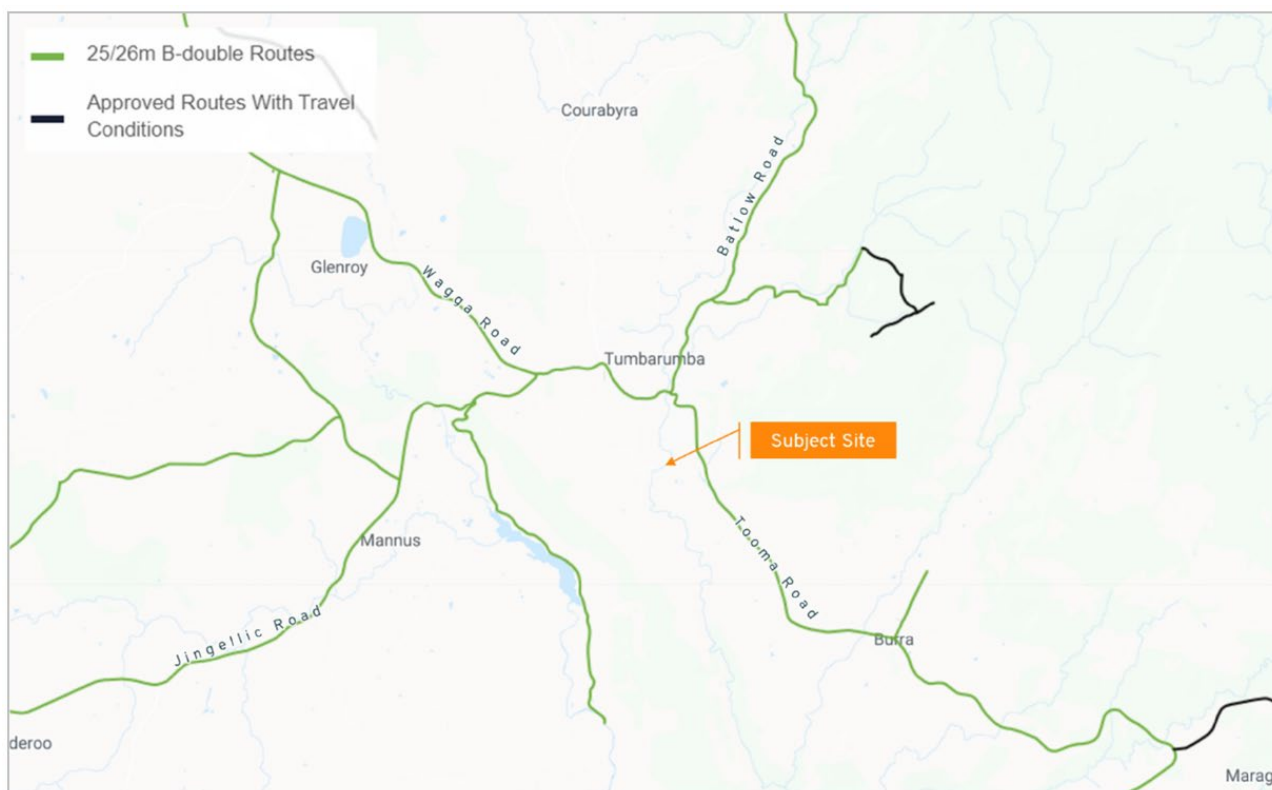 25/26m B-double Routes
Approved Routes With Travel
Conditions
Courabyra
Batlow Road
Glenroy
Wagga Road
Tumbarumba
Subject Site
Tooma Road
Mannus
Jingellic Road
Burra
deroo
Marag